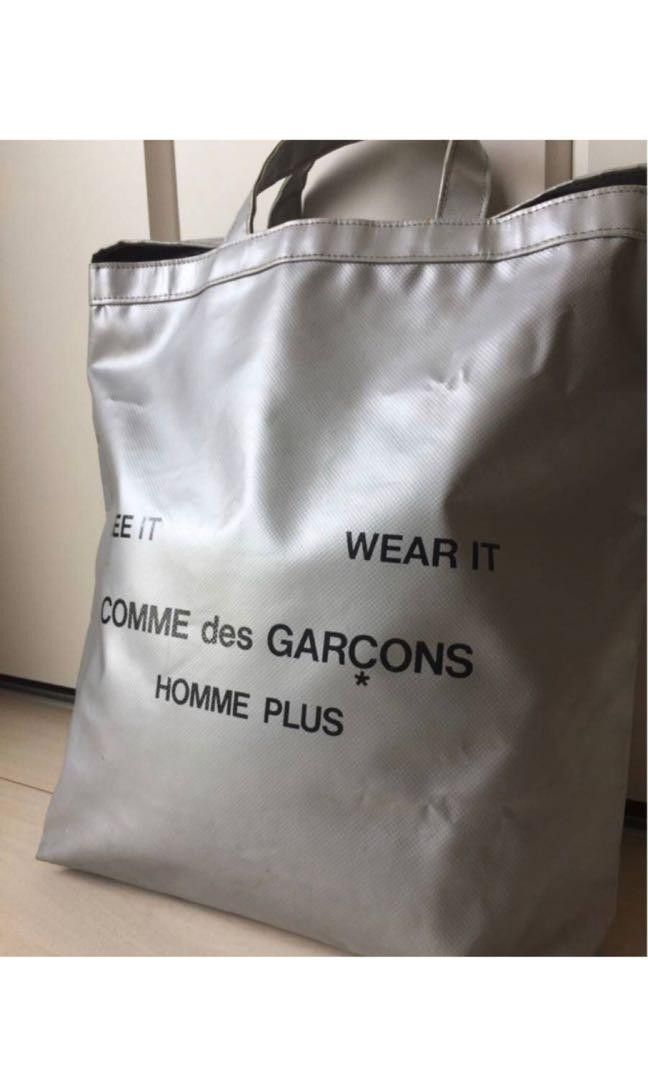 EE IT WEAR IT
COMME des GARÇONS
*
HOMME PLUS